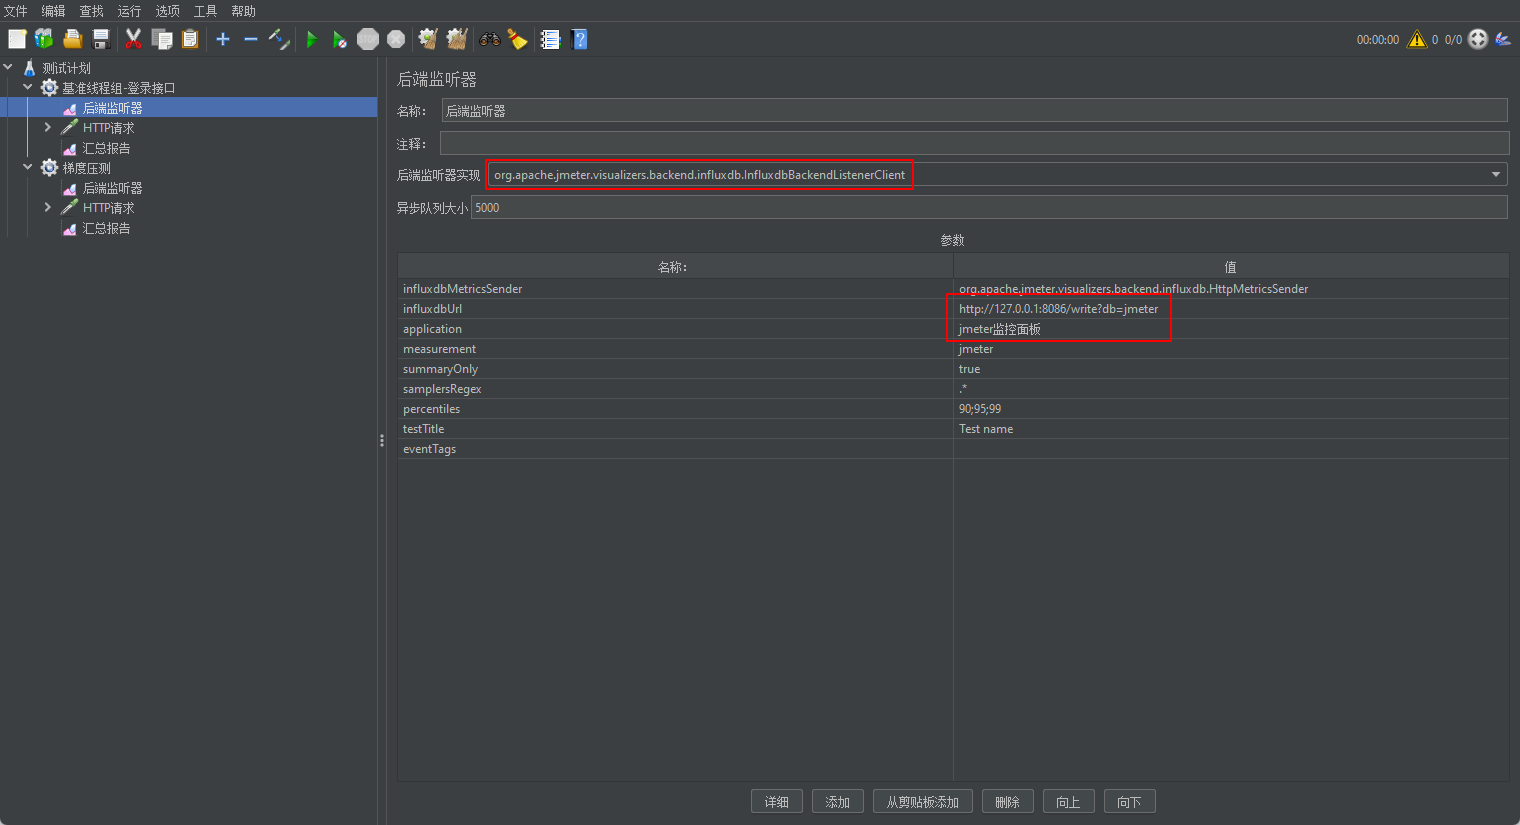 文件 编辑 查找 运行 选项 工具 帮助
00:00:00 0 0/0
测试计划
基准线程组-登录接口
后端监听器
HTTP请求
汇总报告
梯度压测
后端监听器
HTTP请求
汇总报告
后端监听器
名称: 后端监听器
注释:
后端监听器实现 org.apache.jmeter.visualizers.backend.influxdb.InfluxdbBackendListenerClient
异步队列大小 5000
参数
名称: 值
influxdbMetricsSender org.apache.jmeter.visualizers.backend.influxdb.HttpMetricsSender
influxdbUrl http://127.0.0.1:8086/write?db=jmeter
application jmeter监控面板
measurement jmeter
summaryOnly true
samplersRegex .*
percentiles 90;95;99
testTitle Test name
eventTags
详细 添加 从剪贴板添加 删除 向上 向下